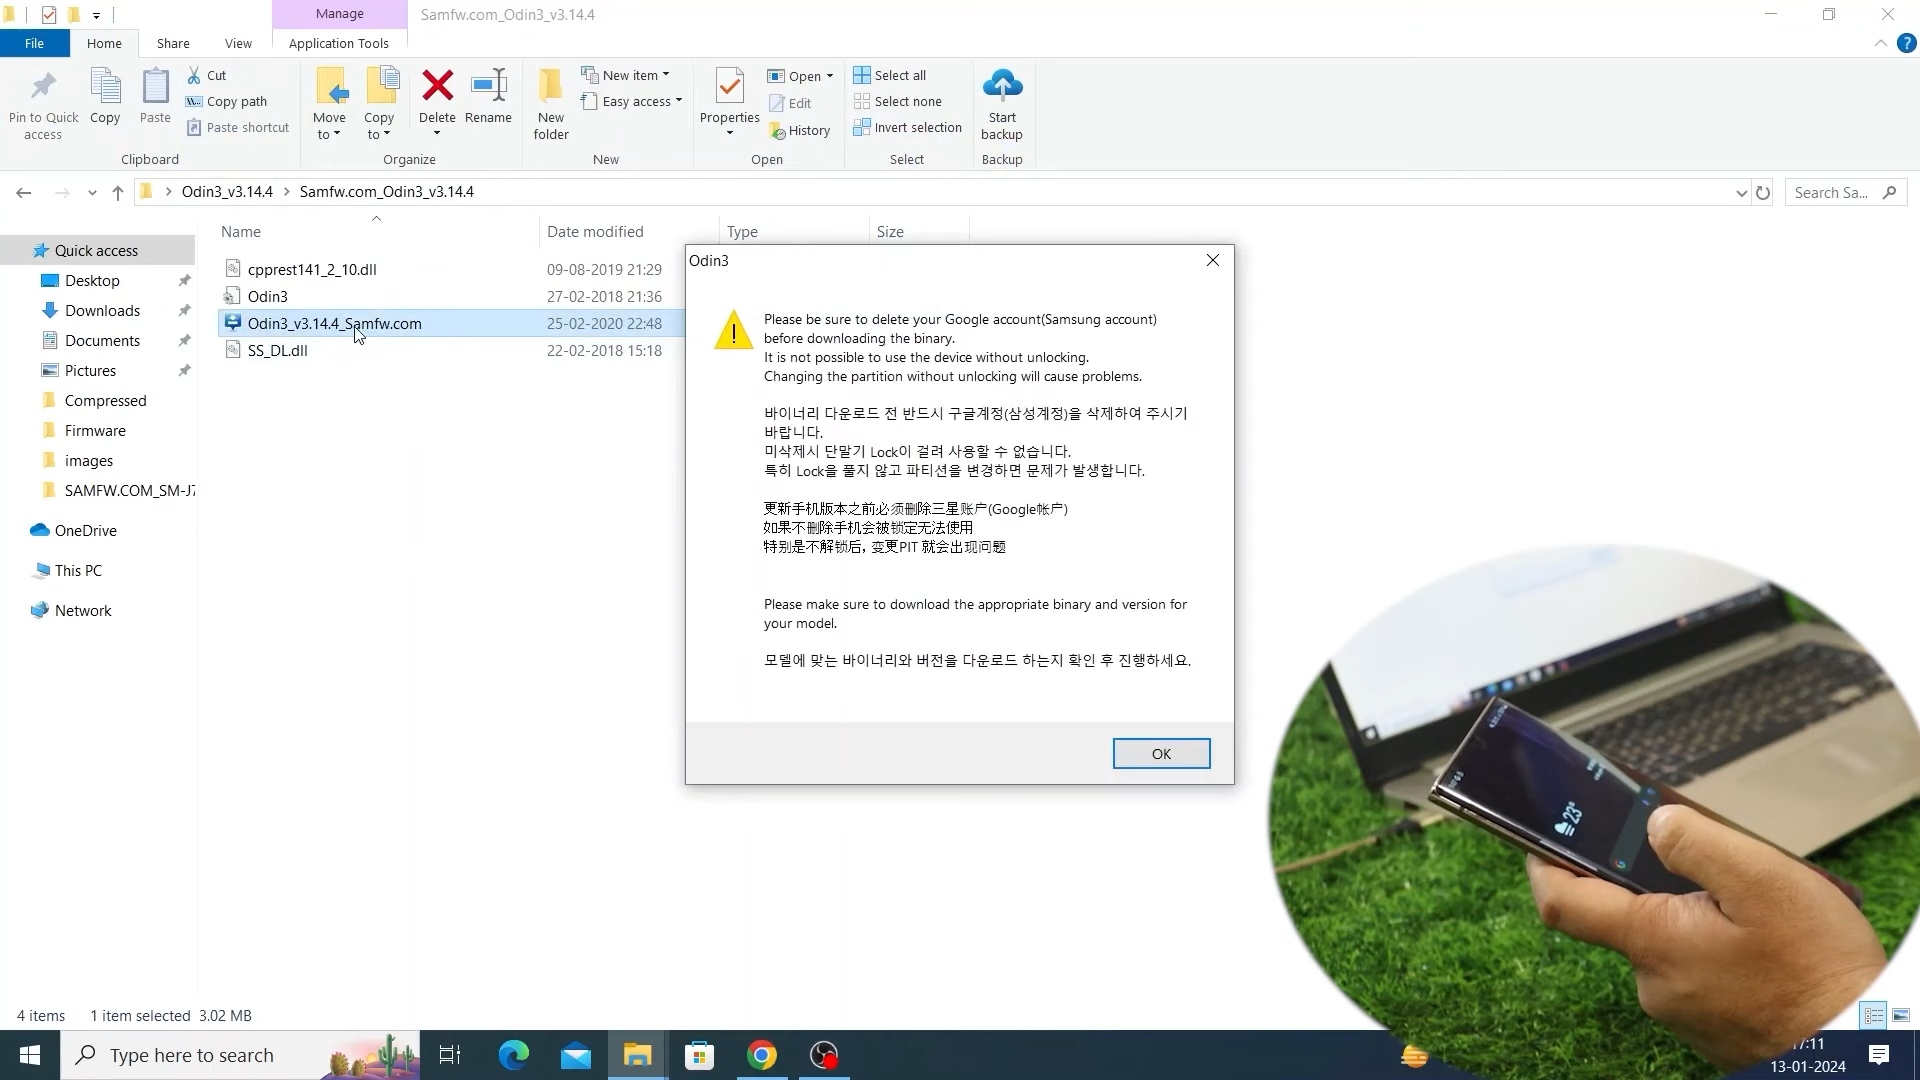 Manage
Samfw.com_Odin3_v3.14.4
File
Home
Share
View
Application Tools
Pin to Quick access
Copy
Paste
Cut
Copy path
Paste shortcut
Clipboard
Move to
Copy to
Delete
Rename
Organize
New folder
New item
Easy access
New
Properties
Open
Edit
History
Open
Select all
Select none
Invert selection
Select
Start backup
Backup
Odin3_v3.14.4
Samfw.com_Odin3_v3.14.4
Search Sa...
Name
Date modified
Type
Size
cpprest141_2_10.dll
09-08-2019 21:29
Odin3
27-02-2018 21:36
Odin3_v3.14.4_Samfw.com
25-02-2020 22:48
SS_DL.dll
22-02-2018 15:18
Quick access
Desktop
Downloads
Documents
Pictures
Compressed
Firmware
images
SAMFW.COM_SM-J7
OneDrive
This PC
Network
Odin3
Please be sure to delete your Google account(Samsung account)
before downloading the binary.
It is not possible to use the device without unlocking.
Changing the partition without unlocking will cause problems.
바이너리 다운로드 전 반드시 구글계정(삼성계정)을 삭제하여 주시기
바랍니다.
미삭제시 단말기 Lock이 걸려 사용할 수 없습니다.
특히 Lock을 풀지 않고 파티션을 변경하면 문제가 발생합니다.
更新手机版本之前必须删除三星账户(Google帐户)
如果不删除手机会被锁定无法使用
特别是不解锁后, 变更PIT 就会出现问题
Please make sure to download the appropriate binary and version for
your model.
모델에 맞는 바이너리와 버전을 다운로드 하는지 확인 후 진행하세요.
OK
23°
4 items
1 item selected 3.02 MB
Type here to search
17:11
13-01-2024